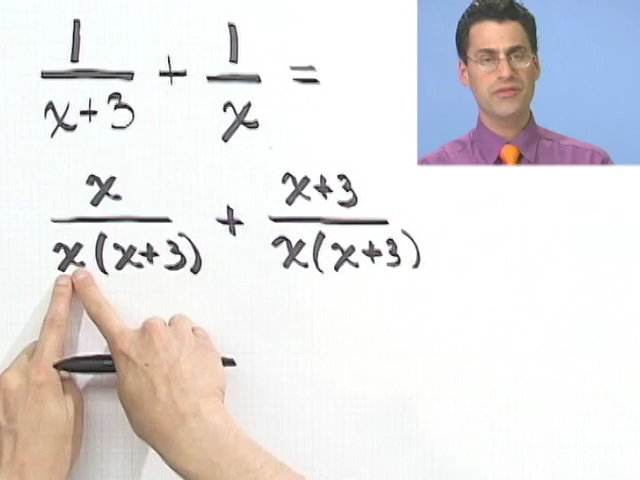 1/(x+3) + 1/x =
x/(x(x+3)) + (x+3)/(x(x+3))